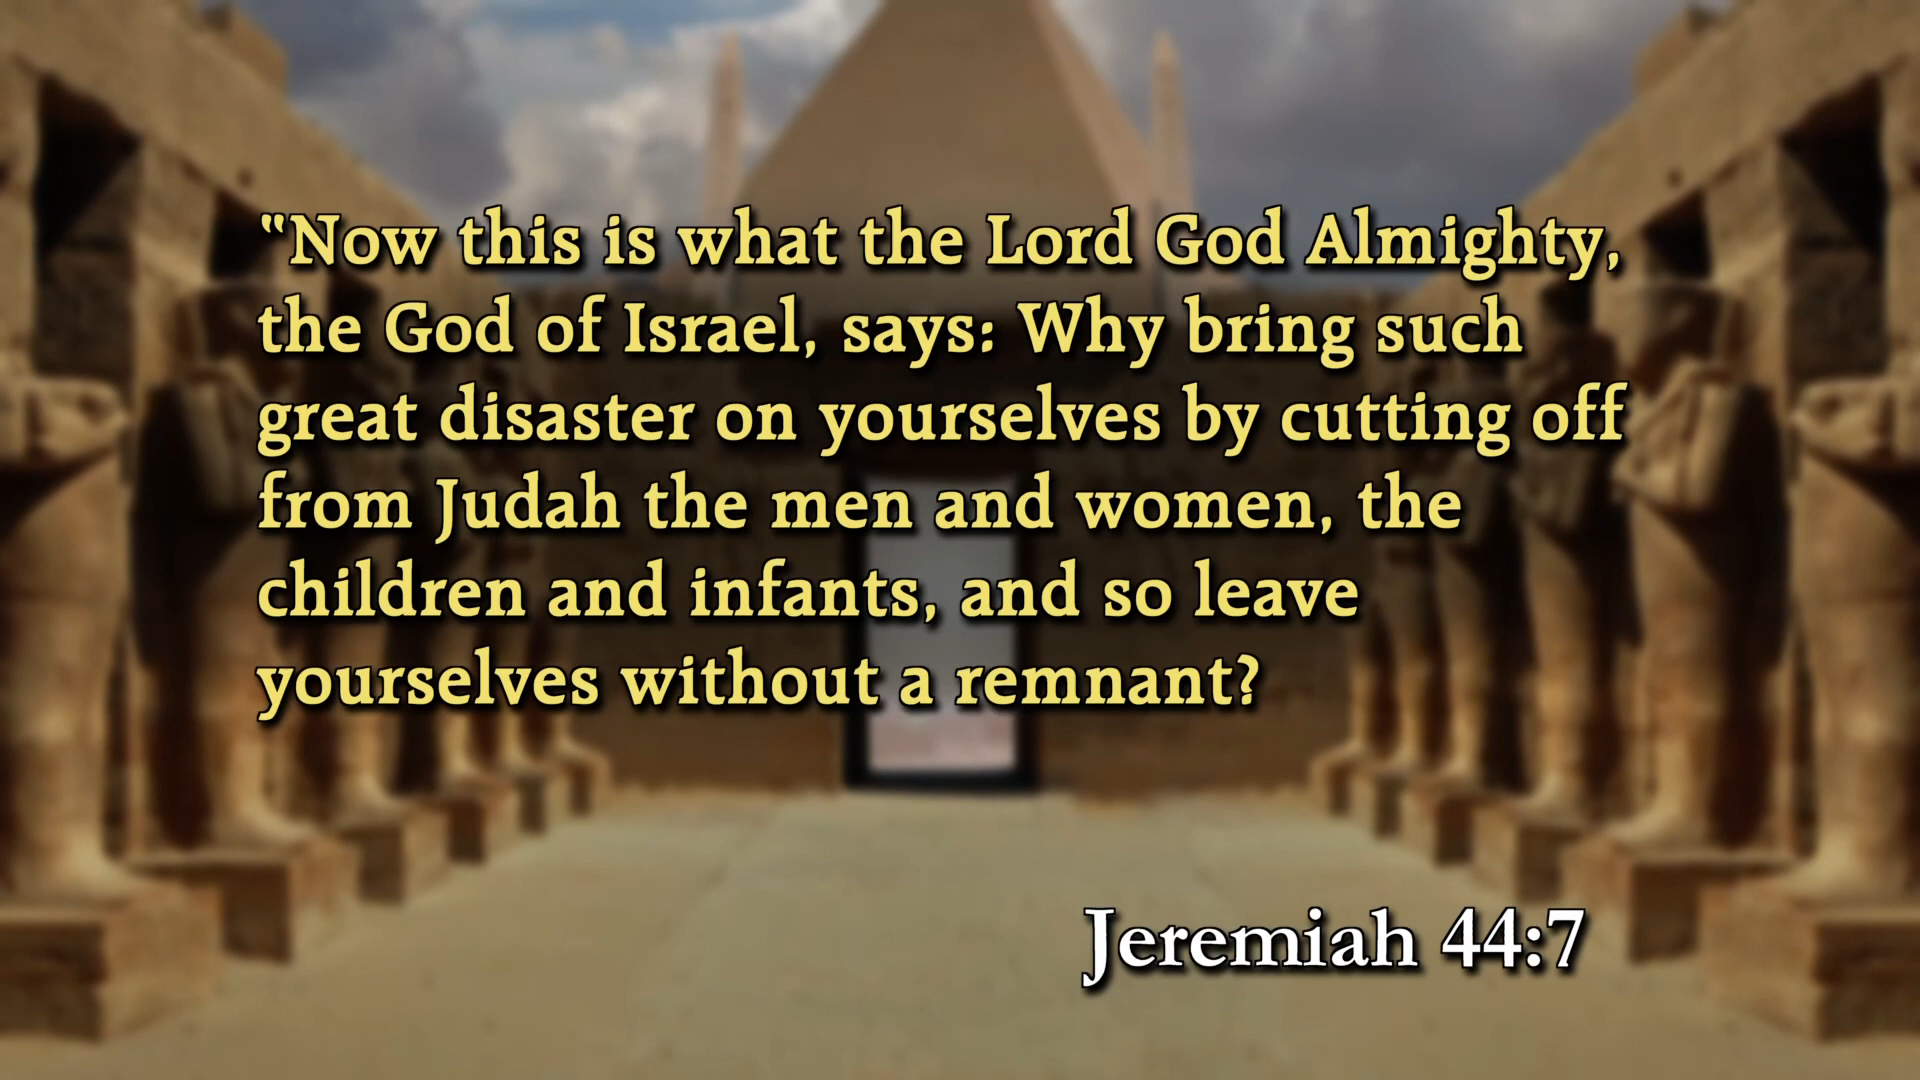 “Now this is what the Lord God Almighty,
the God of Israel, says: Why bring such
great disaster on yourselves by cutting off
from Judah the men and women, the
children and infants, and so leave
yourselves without a remnant?
Jeremiah 44:7